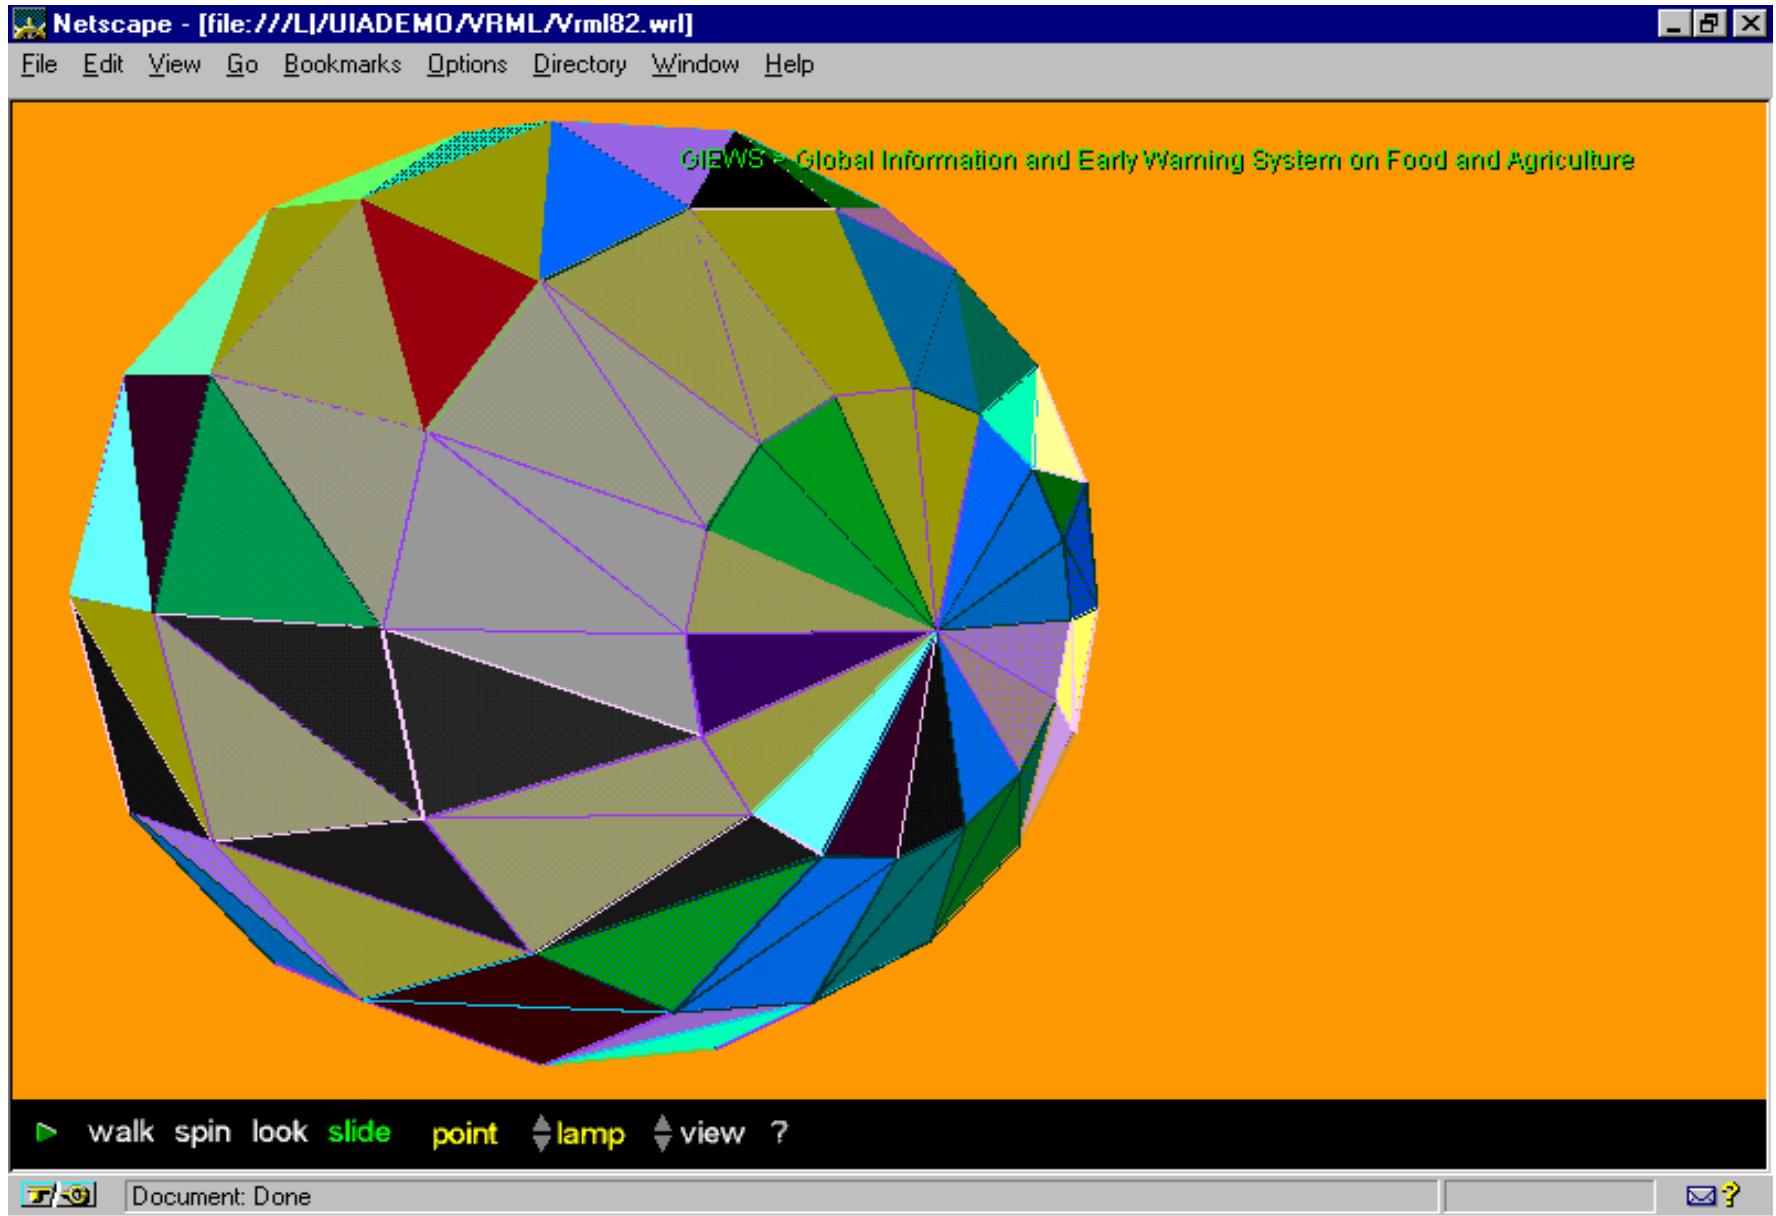 Netscape - [file:///L|/UIADEMO/VRML/Vrml82.wrl]
File Edit View Go Bookmarks Options Directory Window Help
GIEWS > Global Information and Early Warning System on Food and Agriculture
walk spin look slide point lamp view ?
Document: Done